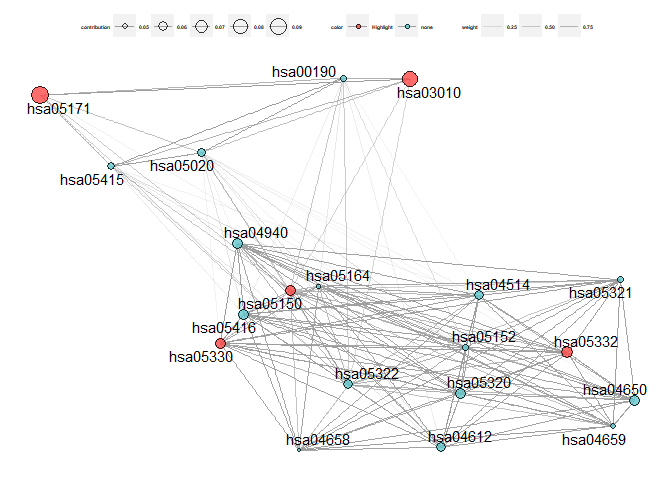 contribution 0.05 0.06 0.07 0.08 0.09 color Highlight none weight 0.25 0.50 0.75
hsa00190
hsa03010
hsa05171
hsa05020
hsa05415
hsa04940
hsa05164
hsa04514
hsa05321
hsa05150
hsa05416
hsa05152
hsa05332
hsa05330
hsa05322
hsa05320
hsa04650
hsa04658
hsa04612
hsa04659